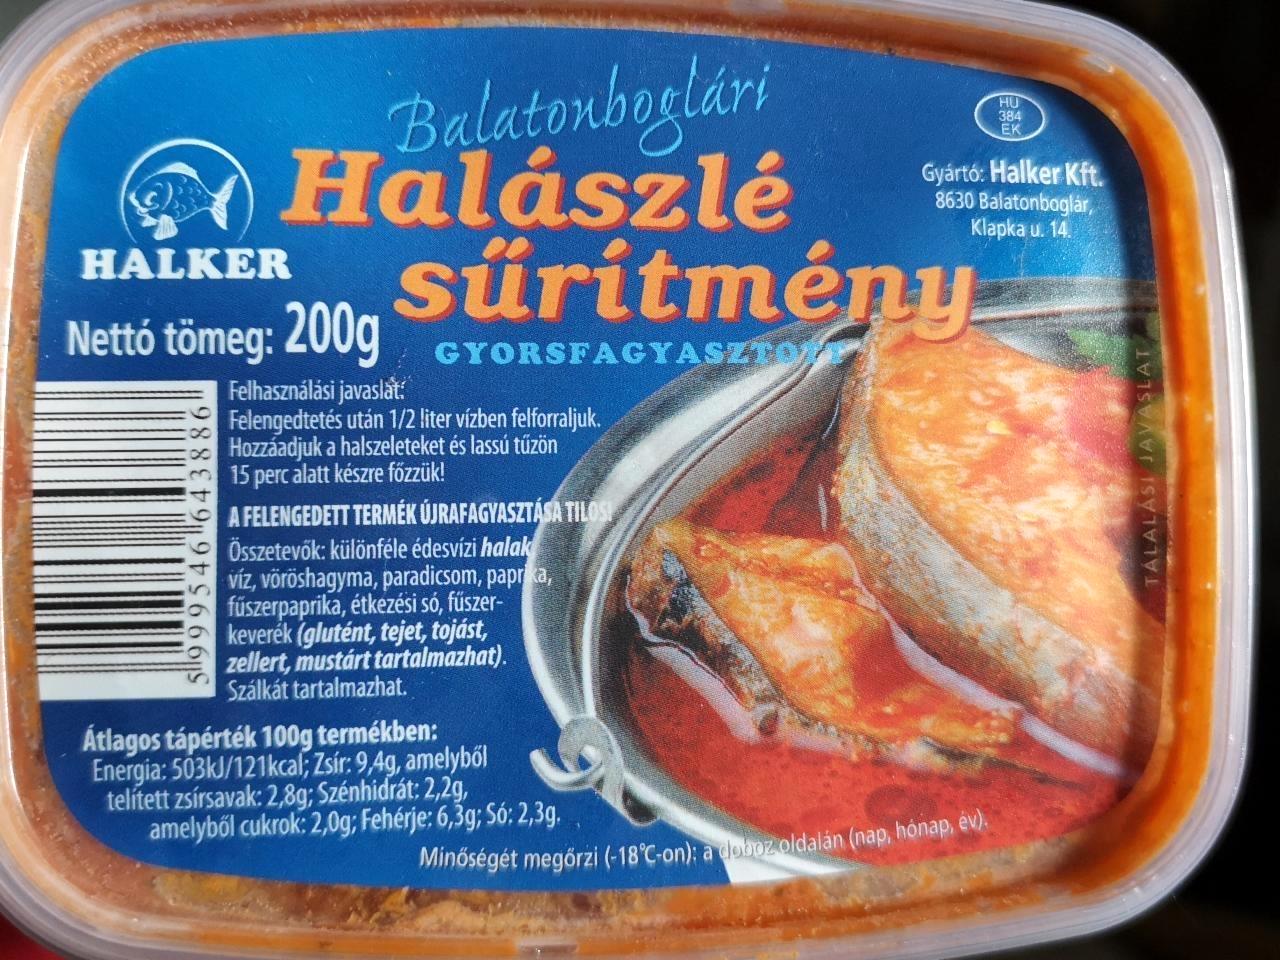 Balatonboglári
Halászlé
sűrítmény
GYORSFAGYASZTOTT
HALKER
Nettó tömeg: 200g
HU
384
EK
Gyártó: Halker Kft.
8630 Balatonboglár,
Klapka u. 14.
Felhasználási javaslat:
Felengedtetés után 1/2 liter vízben felforraljuk.
Hozzáadjuk a halszeleteket és lassú tűzön
15 perc alatt készre főzzük!
A FELENGEDETT TERMÉK ÚJRAFAGYASZTÁSA TILOS!
Összetevők: különféle édesvízi halak
víz, vöröshagyma, paradicsom, paprika,
fűszerpaprika, étkezési só, fűszer-
keverék (glutént, tejet, tojást,
zellert, mustárt tartalmazhat).
Szálkát tartalmazhat.
5 999546 643886
Átlagos tápérték 100g termékben:
Energia: 503kJ/121kcal; Zsír: 9,4g, amelyből
telített zsírsavak: 2,8g; Szénhidrát: 2,2g,
amelyből cukrok: 2,0g; Fehérje: 6,3g; Só: 2,3g.
Minőségét megőrzi (-18°C-on): a doboz oldalán (nap, hónap, év).
TÁLALÁSI JAVASLAT